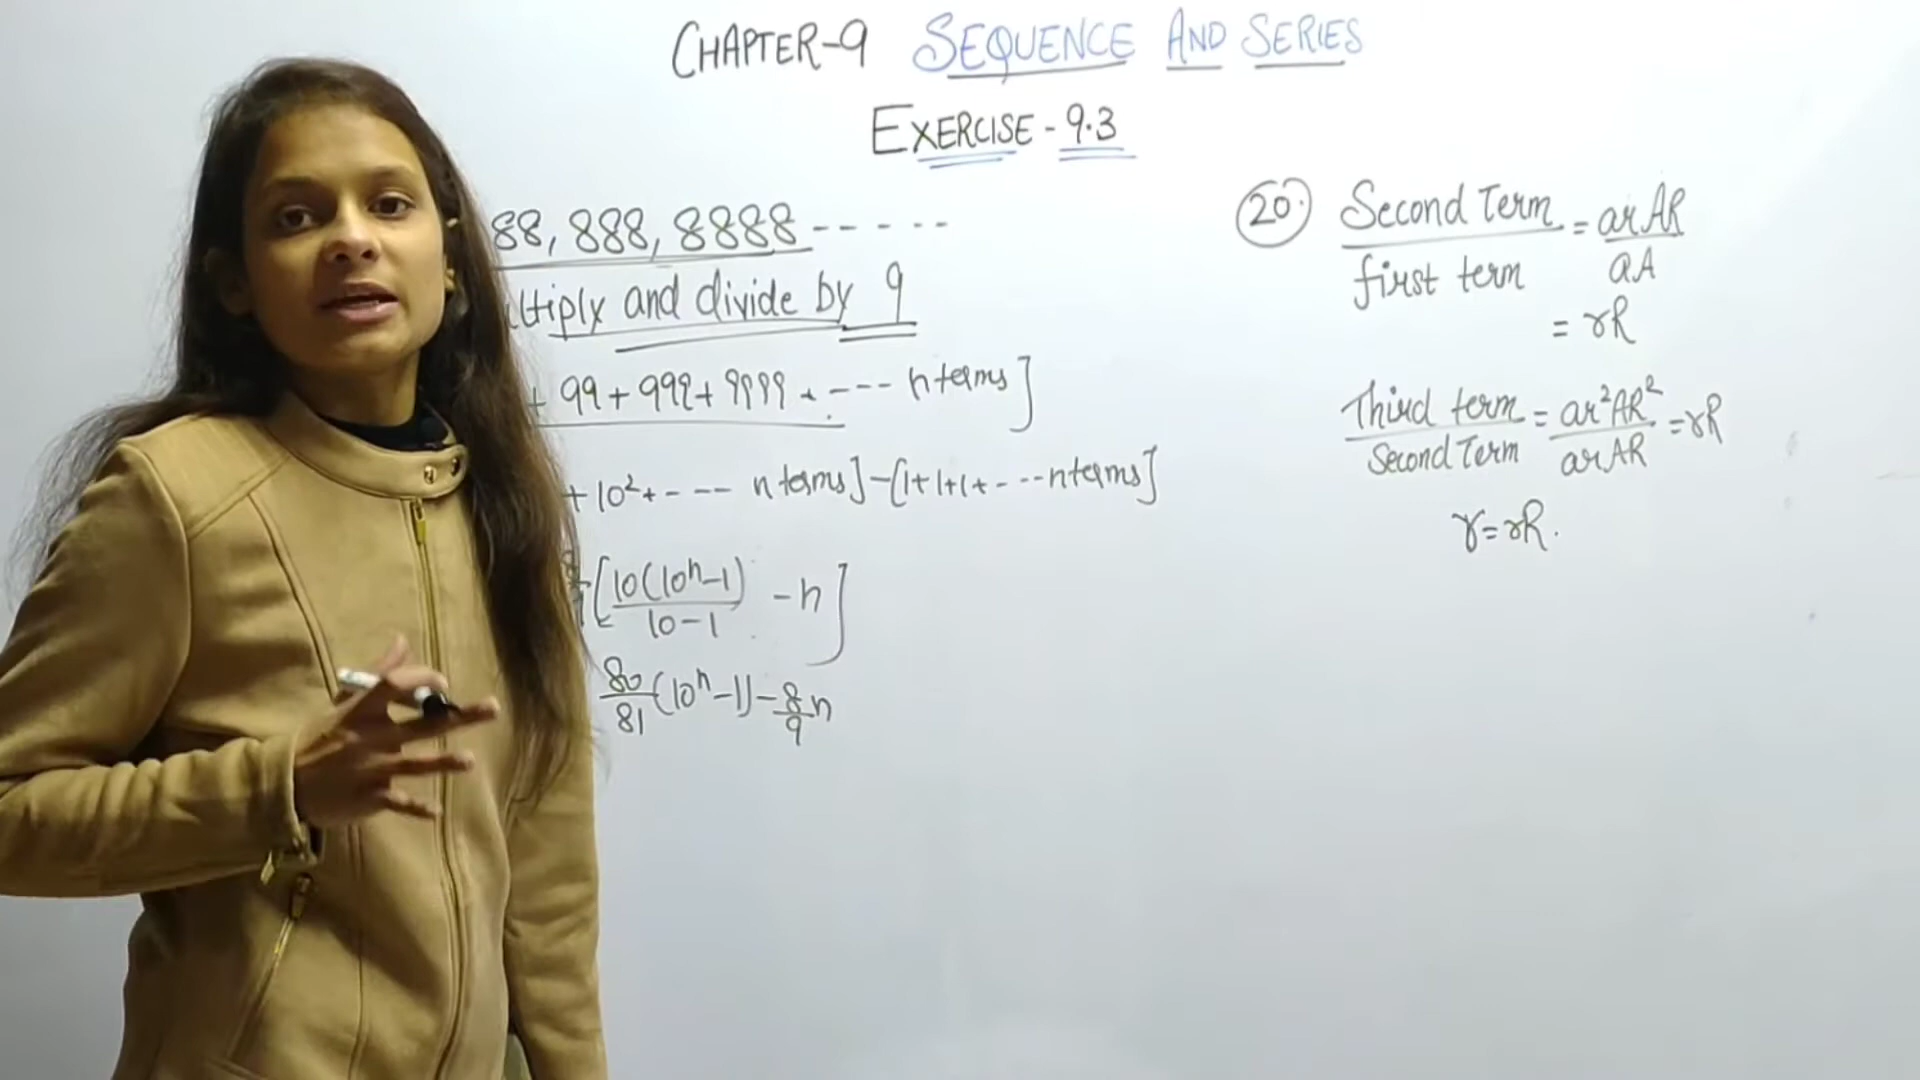 CHAPTER-9 SEQUENCE AND SERIES
EXERCISE - 9.3
88, 888, 8888 -----
ltiply and divide by 9
+ 99 + 999 + 9999 + ---- n terms]
+ 10² + - --- n terms] - [1+1+1+ - --- n terms]
[10(10ⁿ-1)/10-1 - n]
80/81 (10ⁿ-1) - 8/9 n
20. Second Term/first term = arAR/aA
= rR
Third term/Second Term = ar²AR²/arAR = rR
r = rR.